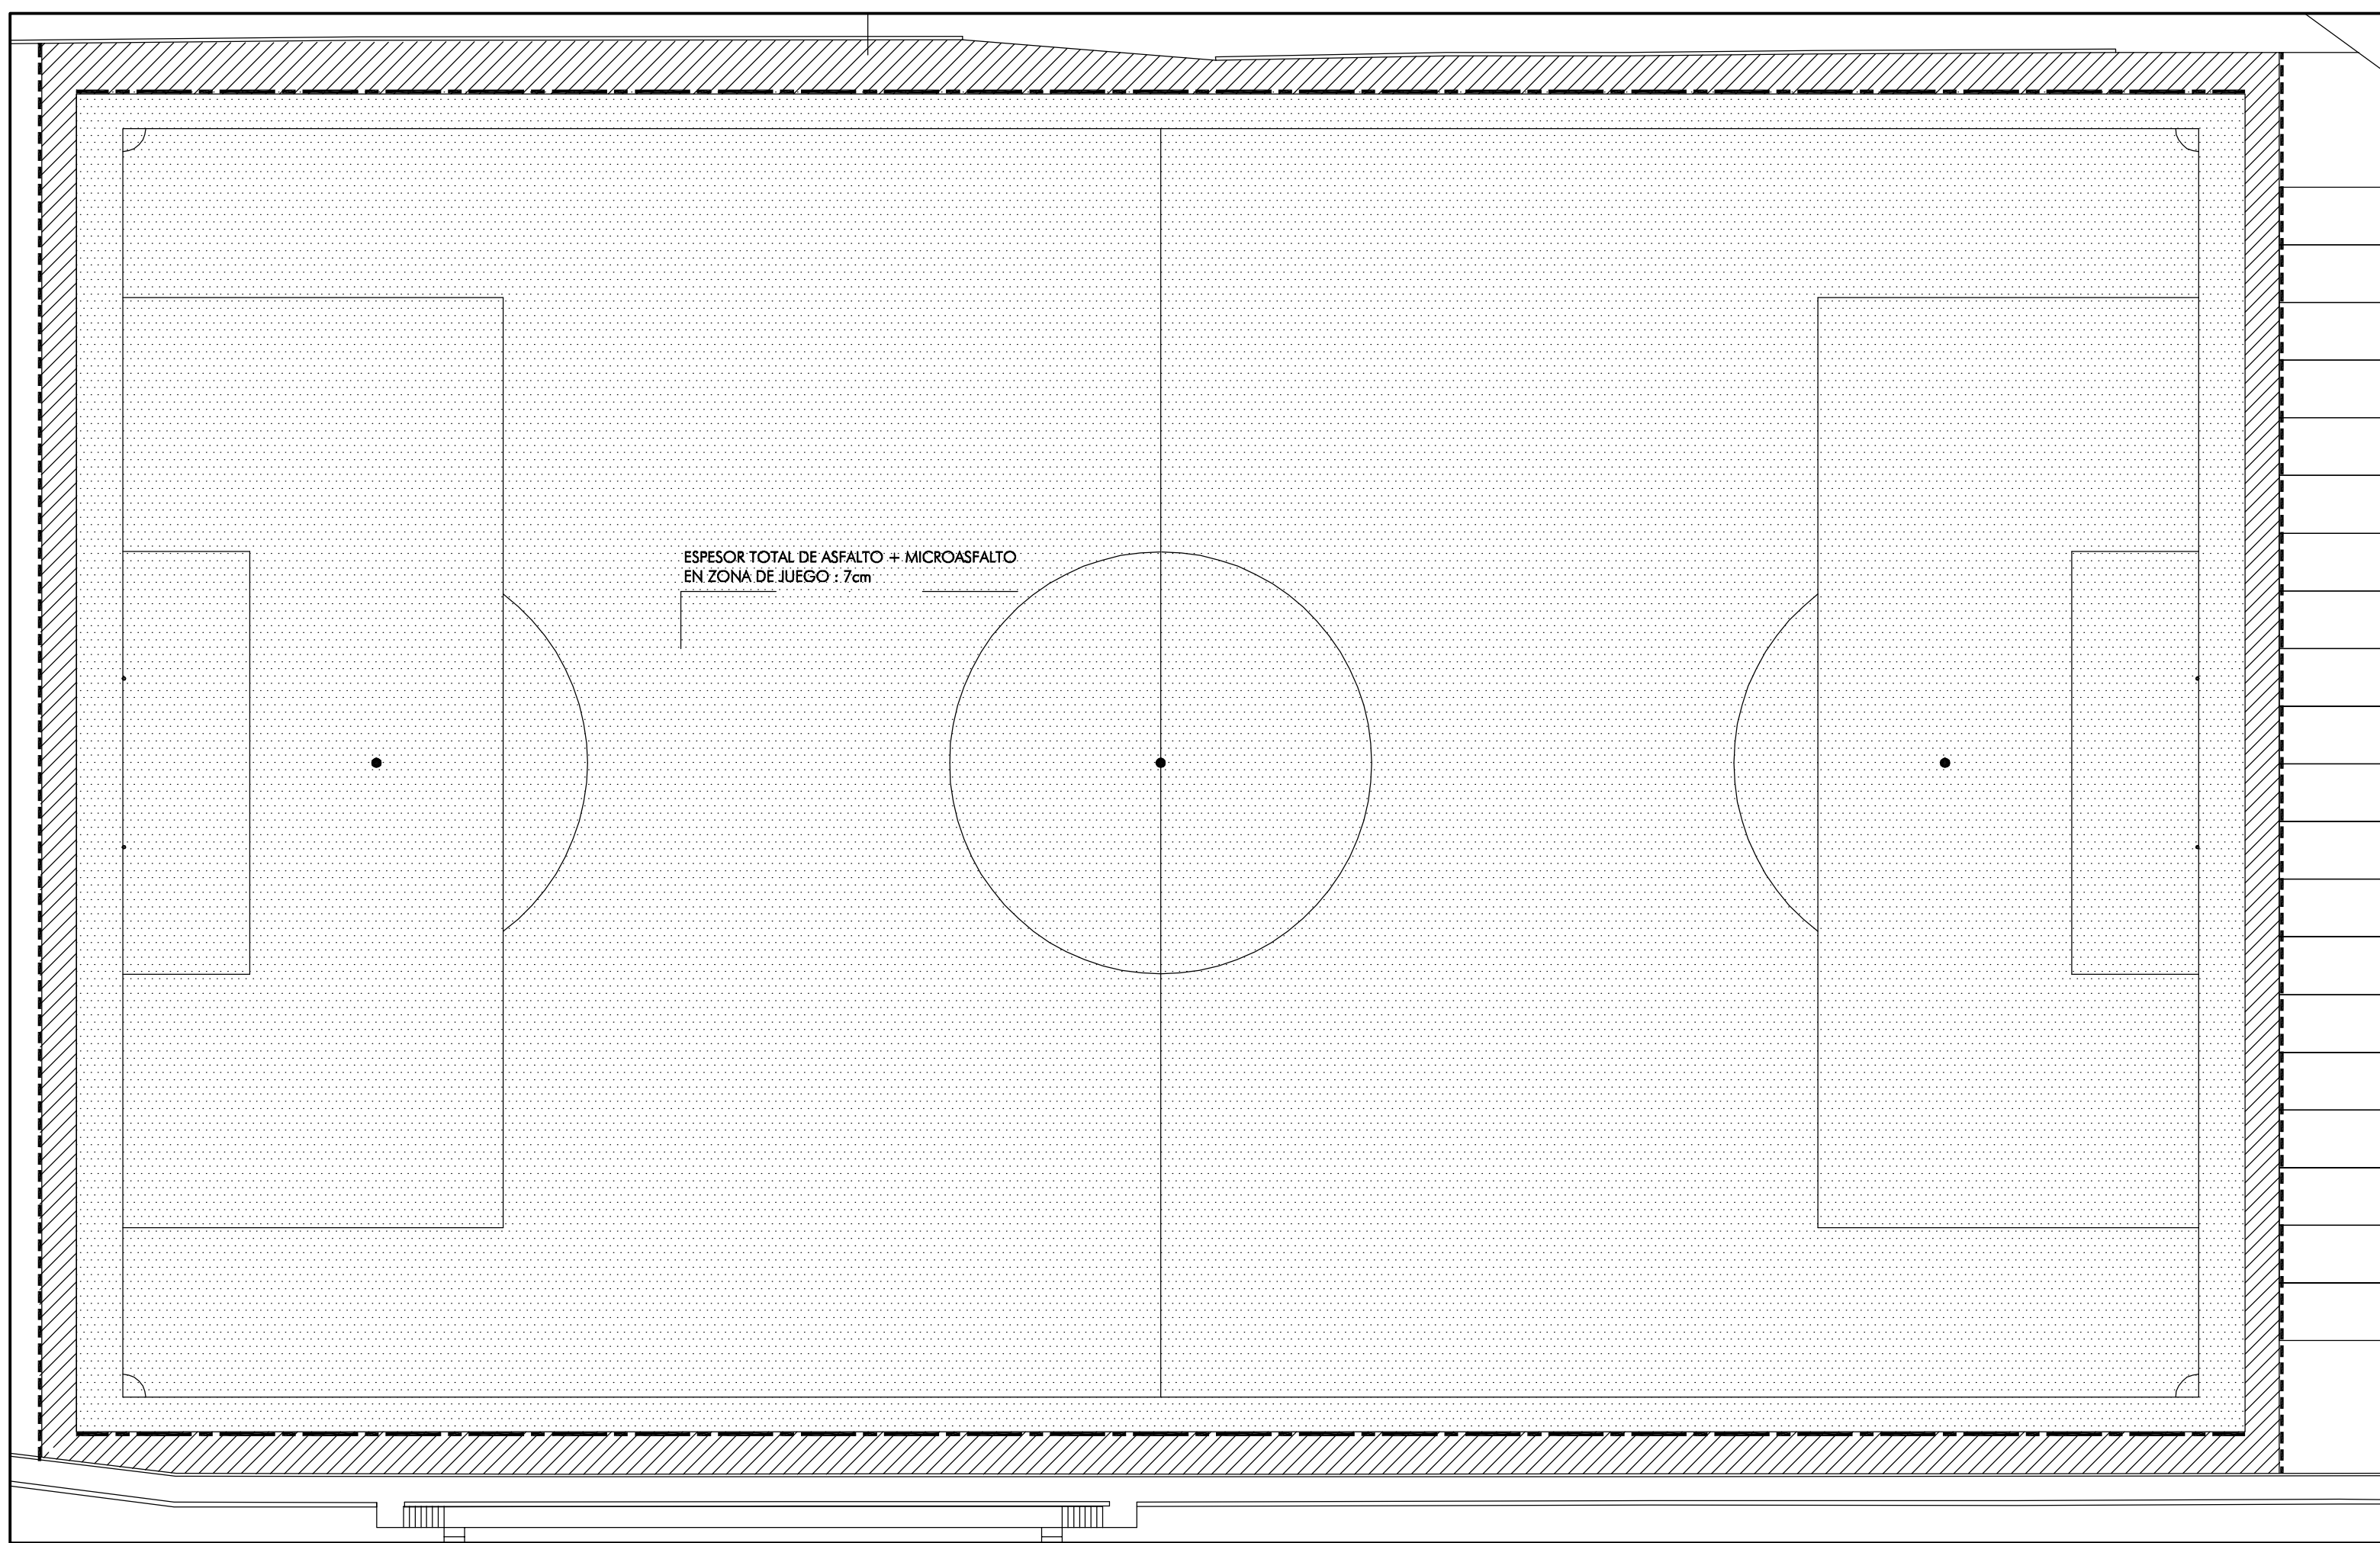 ESPESOR TOTAL DE ASFALTO + MICROASFALTO
EN ZONA DE JUEGO : 7cm